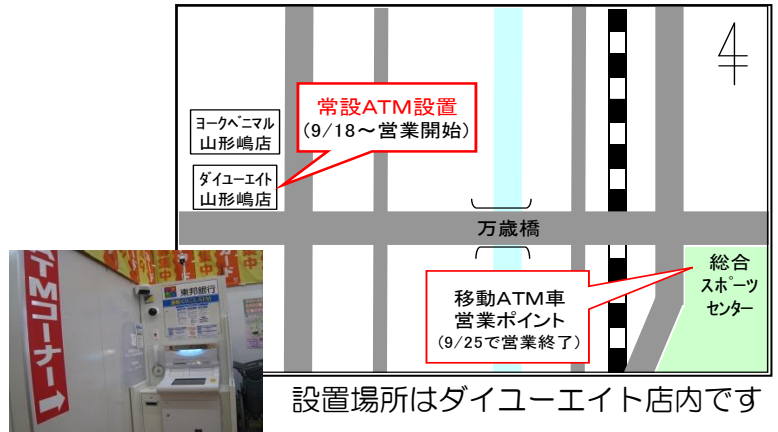 常設ATM設置
(9/18～営業開始)
ヨークベニマル
山形嶋店
ダイユーエイト
山形嶋店
万歳橋
総合
スポーツ
センター
移動ATM車
営業ポイント
(9/25で営業終了)
ATMコーナー→
東邦銀行
設置場所はダイユーエイト店内です